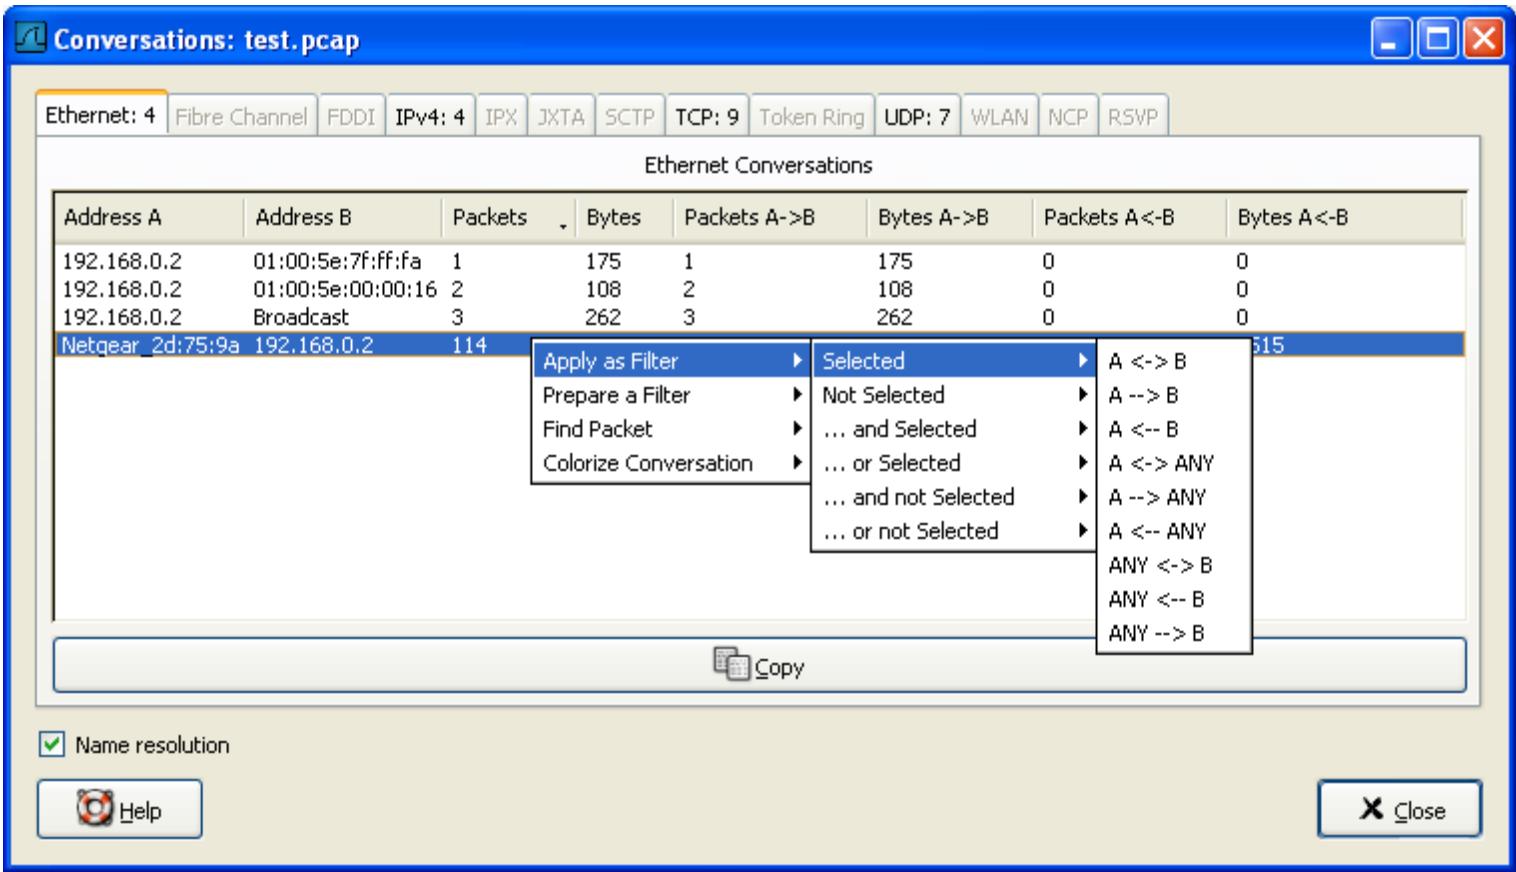 Conversations: test.pcap
Ethernet: 4 Fibre Channel FDDI IPv4: 4 IPX JXTA SCTP TCP: 9 Token Ring UDP: 7 WLAN NCP RSVP
Ethernet Conversations
Address A Address B Packets Bytes Packets A->B Bytes A->B Packets A<-B Bytes A<-B
192.168.0.2 01:00:5e:7f:ff:fa 1 175 1 175 0 0
192.168.0.2 01:00:5e:00:00:16 2 108 2 108 0 0
192.168.0.2 Broadcast 3 262 3 262 0 0
Netgear_2d:75:9a 192.168.0.2 114 515
Apply as Filter Selected A <-> B
Prepare a Filter Not Selected A --> B
Find Packet ... and Selected A <-- B
Colorize Conversation ... or Selected A <-> ANY
... and not Selected A --> ANY
... or not Selected A <-- ANY
ANY <-> B
ANY <-- B
ANY --> B
Copy
Name resolution
Help Close